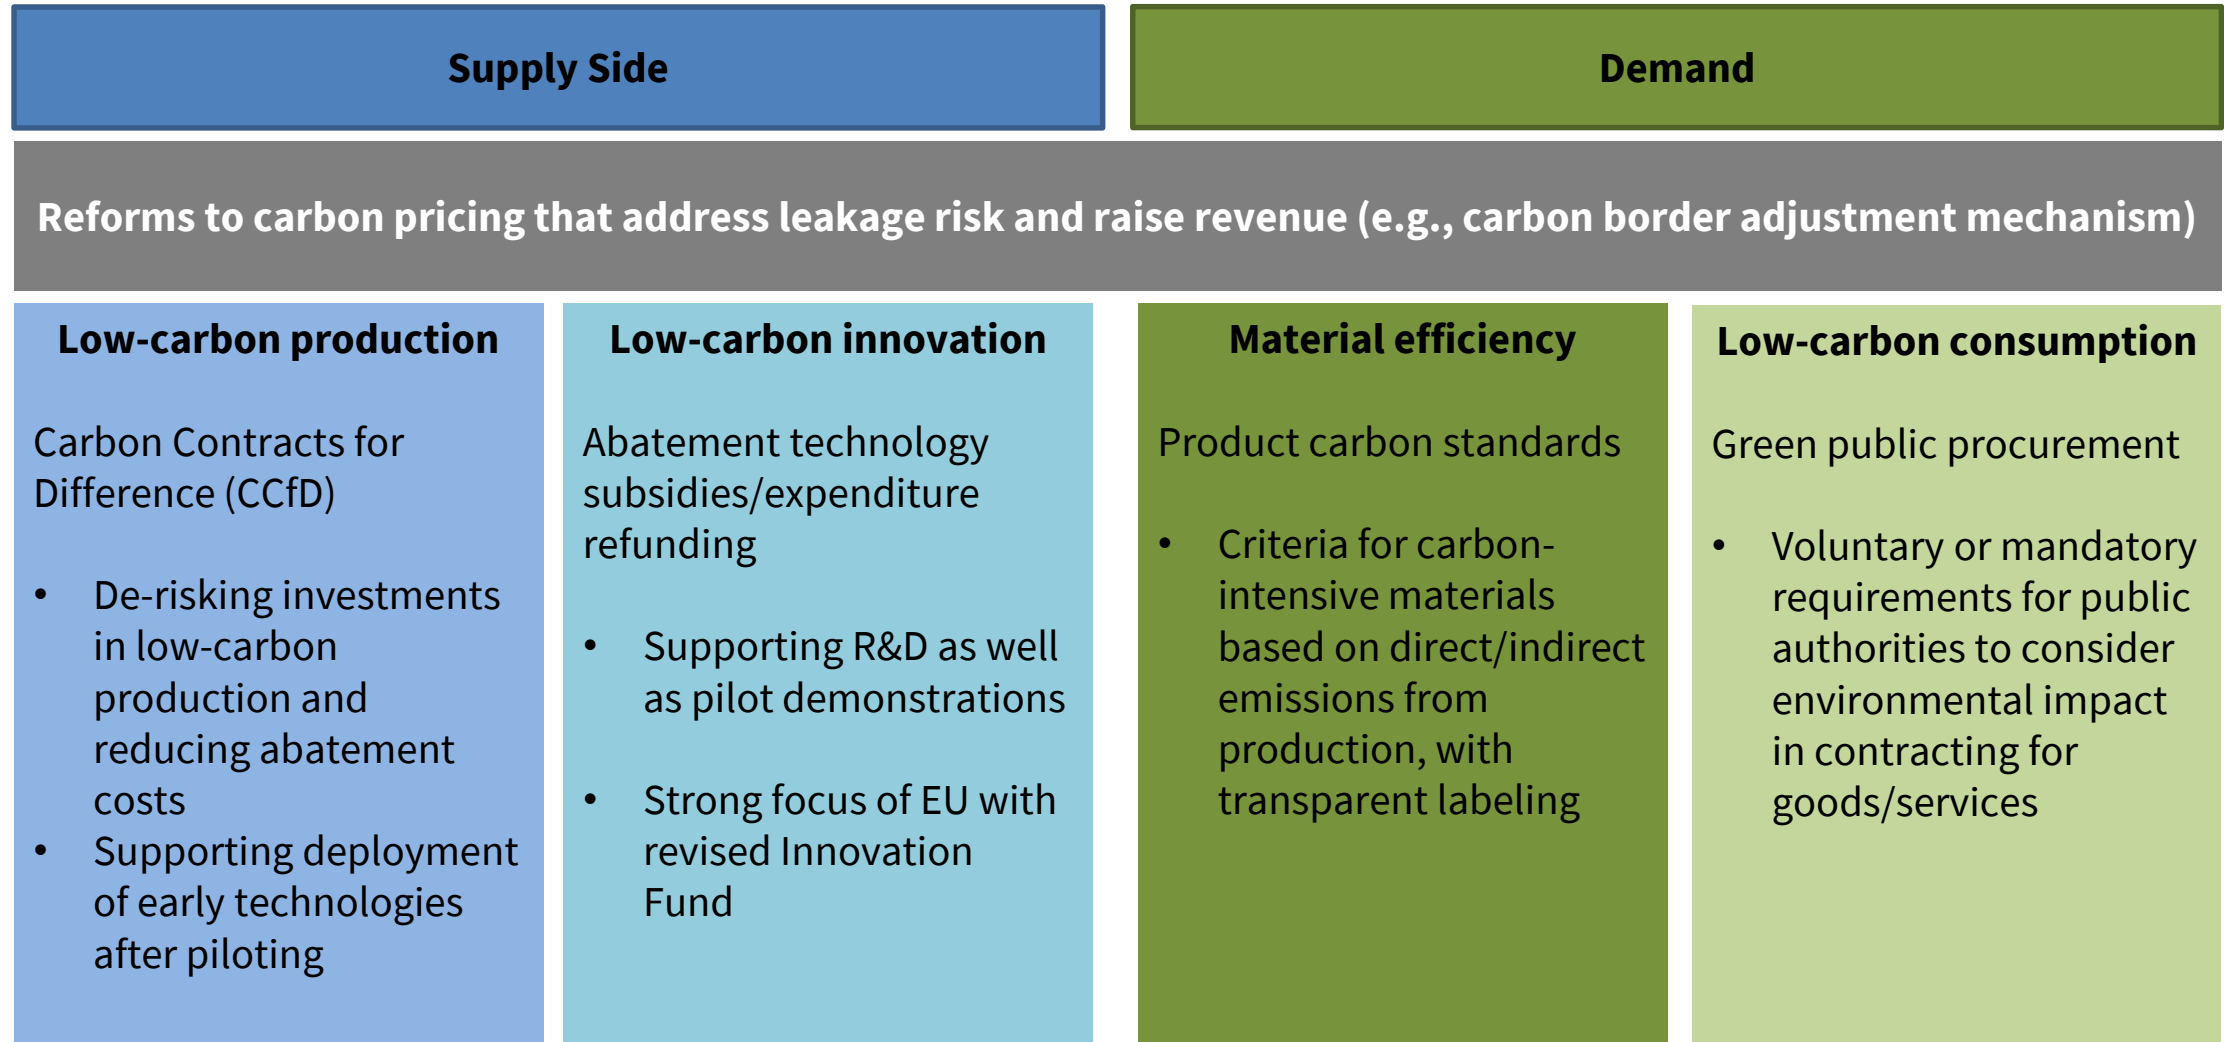 Supply Side
Demand
Reforms to carbon pricing that address leakage risk and raise revenue (e.g., carbon border adjustment mechanism)
Low-carbon production
Carbon Contracts for
Difference (CCfD)
• De-risking investments
in low-carbon
production and
reducing abatement
costs
• Supporting deployment
of early technologies
after piloting
Low-carbon innovation
Abatement technology
subsidies/expenditure
refunding
• Supporting R&D as well
as pilot demonstrations
• Strong focus of EU with
revised Innovation
Fund
Material efficiency
Product carbon standards
• Criteria for carbon-
intensive materials
based on direct/indirect
emissions from
production, with
transparent labeling
Low-carbon consumption
Green public procurement
• Voluntary or mandatory
requirements for public
authorities to consider
environmental impact
in contracting for
goods/services